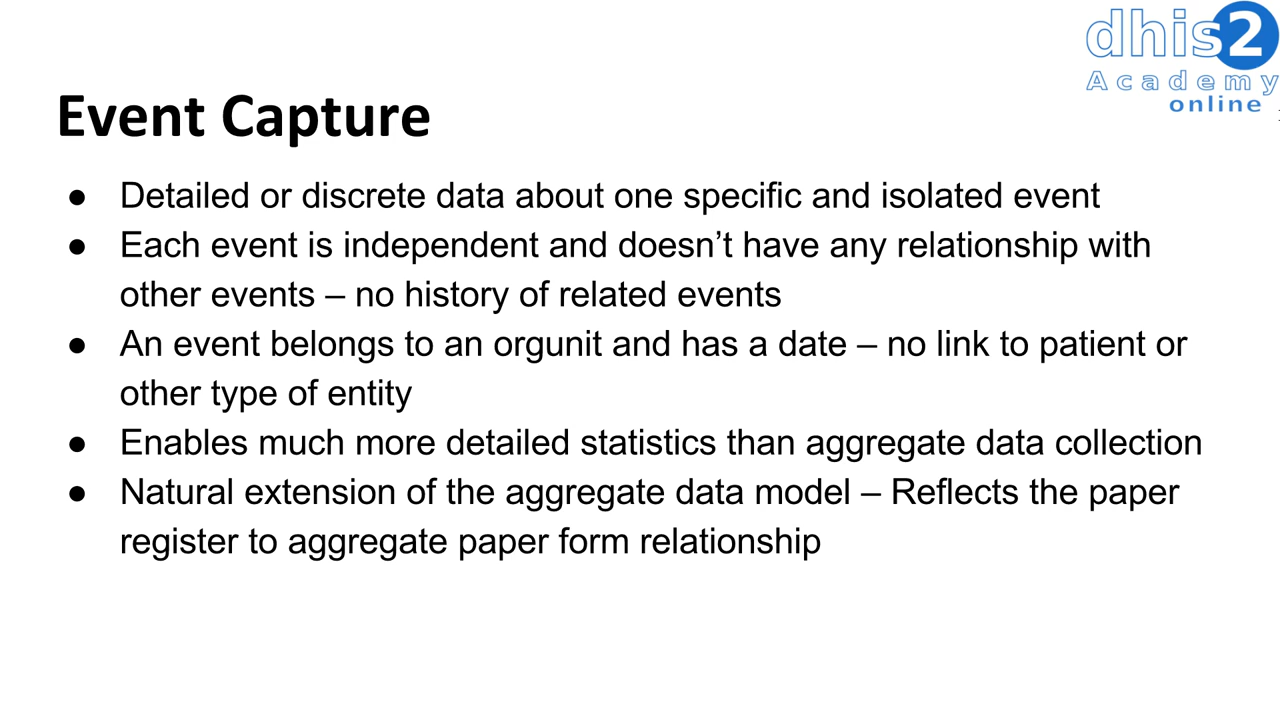 dhis2
Academy
online
Event Capture
● Detailed or discrete data about one specific and isolated event
● Each event is independent and doesn’t have any relationship with
other events – no history of related events
● An event belongs to an orgunit and has a date – no link to patient or
other type of entity
● Enables much more detailed statistics than aggregate data collection
● Natural extension of the aggregate data model – Reflects the paper
register to aggregate paper form relationship